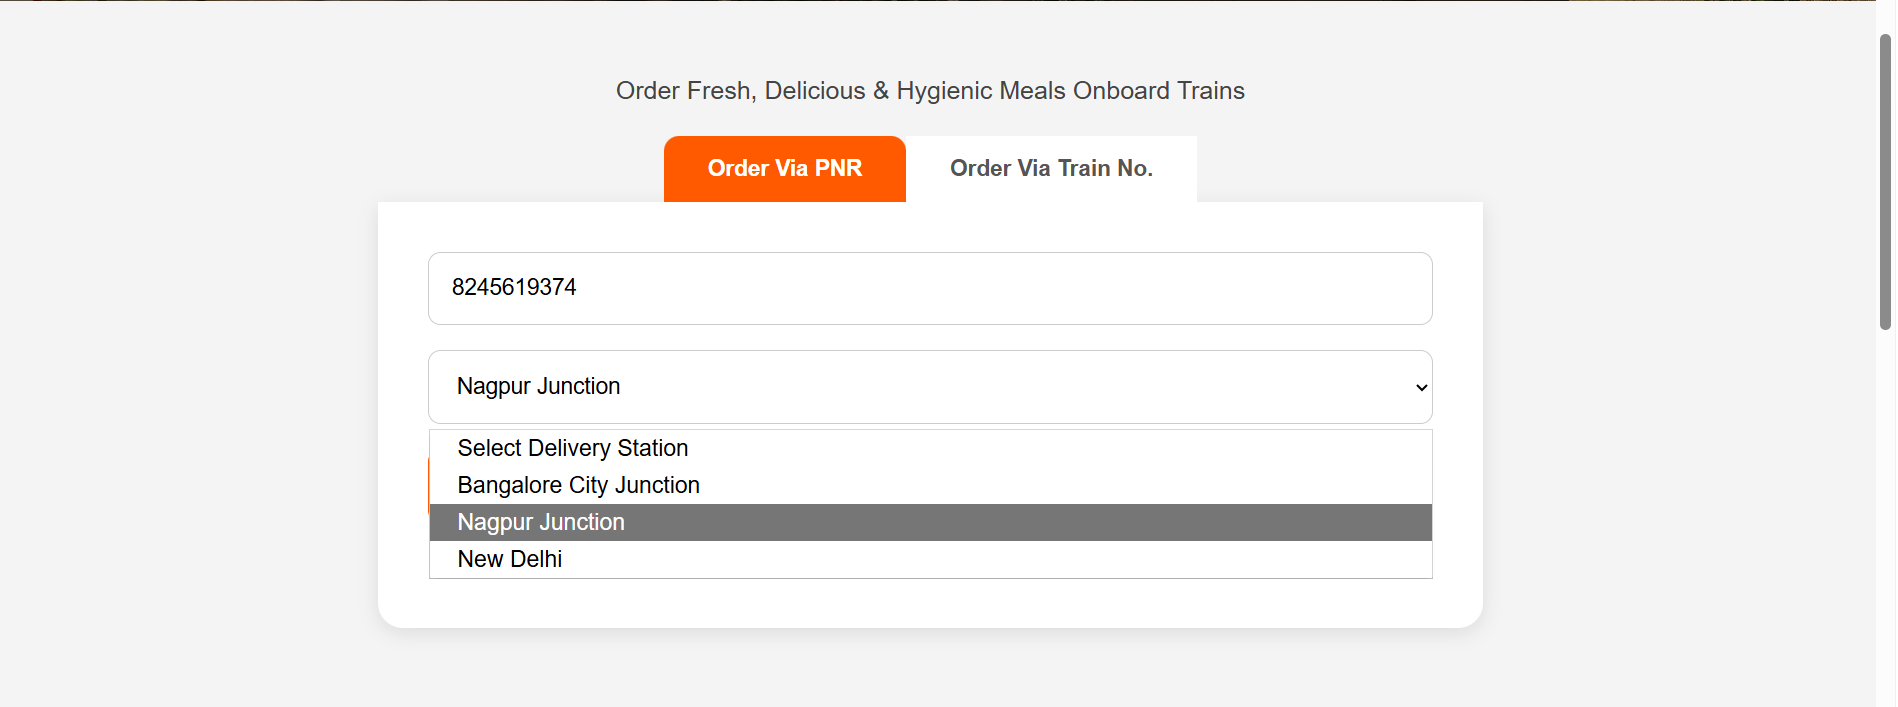 Order Fresh, Delicious & Hygienic Meals Onboard Trains
Order Via PNR
Order Via Train No.
8245619374
Nagpur Junction
Select Delivery Station
Bangalore City Junction
Nagpur Junction
New Delhi